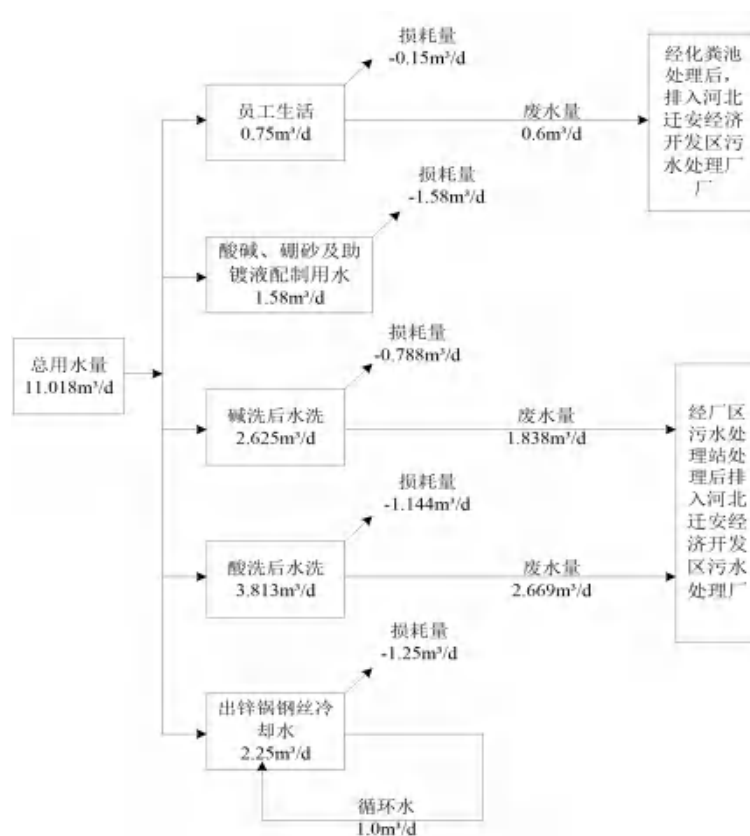 损耗量
-0.15m³/d
员工生活
0.75m³/d
废水量
0.6m³/d
经化粪池
处理后，
排入河北
迁安经济
开发区污
水处理厂
厂
损耗量
-1.58m³/d
酸碱、硼砂及助
镀液配制用水
1.58m³/d
总用水量
11.018m³/d
损耗量
-0.788m³/d
碱洗后水洗
2.625m³/d
废水量
1.838m³/d
经厂区
污水处
理站处
理后排
入河北
迁安经
济开发
区污水
处理厂
损耗量
-1.144m³/d
酸洗后水洗
3.813m³/d
废水量
2.669m³/d
损耗量
-1.25m³/d
出锌锅钢丝冷
却水
2.25m³/d
循环水
1.0m³/d